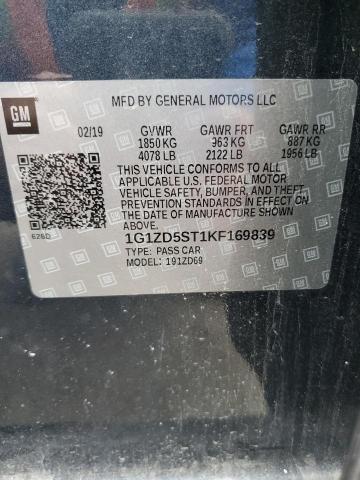 GM
MFD BY GENERAL MOTORS LLC
02/19 GVWR GAWR FRT GAWR RR
1850 KG 963 KG 887 KG
4078 LB 2122 LB 1956 LB
THIS VEHICLE CONFORMS TO ALL
APPLICABLE U.S. FEDERAL MOTOR
VEHICLE SAFETY, BUMPER, AND THEFT
PREVENTION STANDARDS IN EFFECT ON
THE DATE OF MANUFACTURE SHOWN
ABOVE.
1G1ZD5ST1KF169839
TYPE: PASS CAR
MODEL: 191ZD69